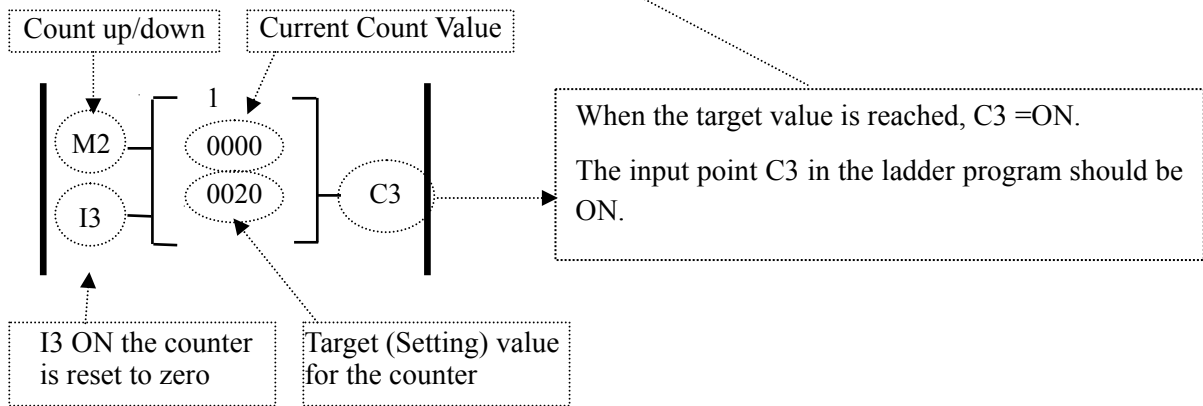 Count up/down
Current Count Value
1
M2
0000
0020
I3
C3
When the target value is reached, C3 =ON.
The input point C3 in the ladder program should be
ON.
I3 ON the counter
is reset to zero
Target (Setting) value
for the counter